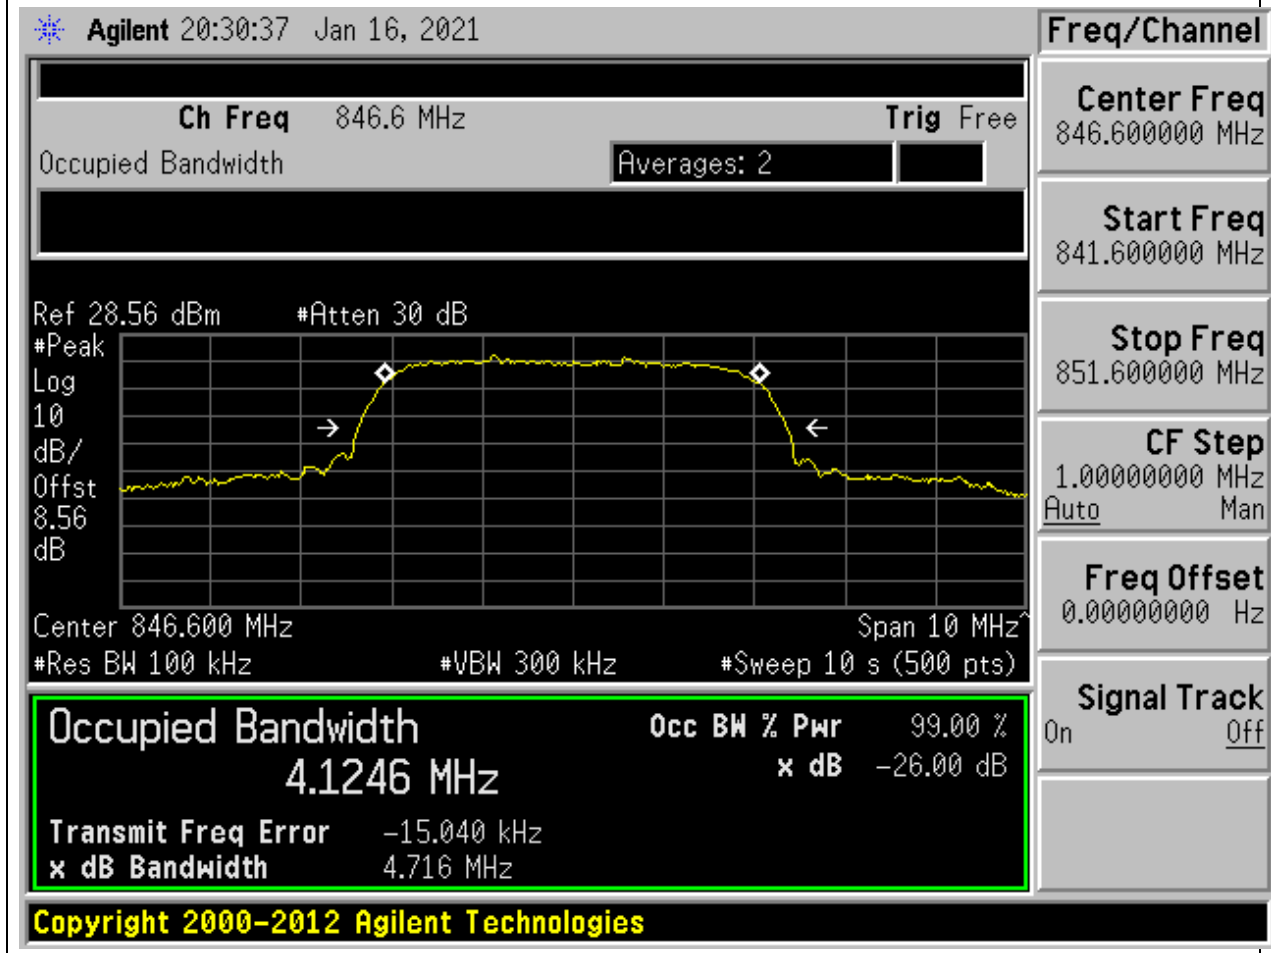 Agilent 20:30:37 Jan 16, 2021
Freq/Channel
Ch Freq 846.6 MHz Trig Free
Occupied Bandwidth Averages: 2
Center Freq
846.600000 MHz
Start Freq
841.600000 MHz
Stop Freq
851.600000 MHz
CF Step
1.00000000 MHz
Auto Man
Freq Offset
0.00000000 Hz
Signal Track
On Off
Ref 28.56 dBm #Atten 30 dB
#Peak
Log
10
dB/
Offst
8.56
dB
Center 846.600 MHz Span 10 MHz^
#Res BW 100 kHz #VBW 300 kHz #Sweep 10 s (500 pts)
Occupied Bandwidth Occ BW % Pwr 99.00 %
4.1246 MHz x dB -26.00 dB
Transmit Freq Error -15.040 kHz
x dB Bandwidth 4.716 MHz
Copyright 2000-2012 Agilent Technologies